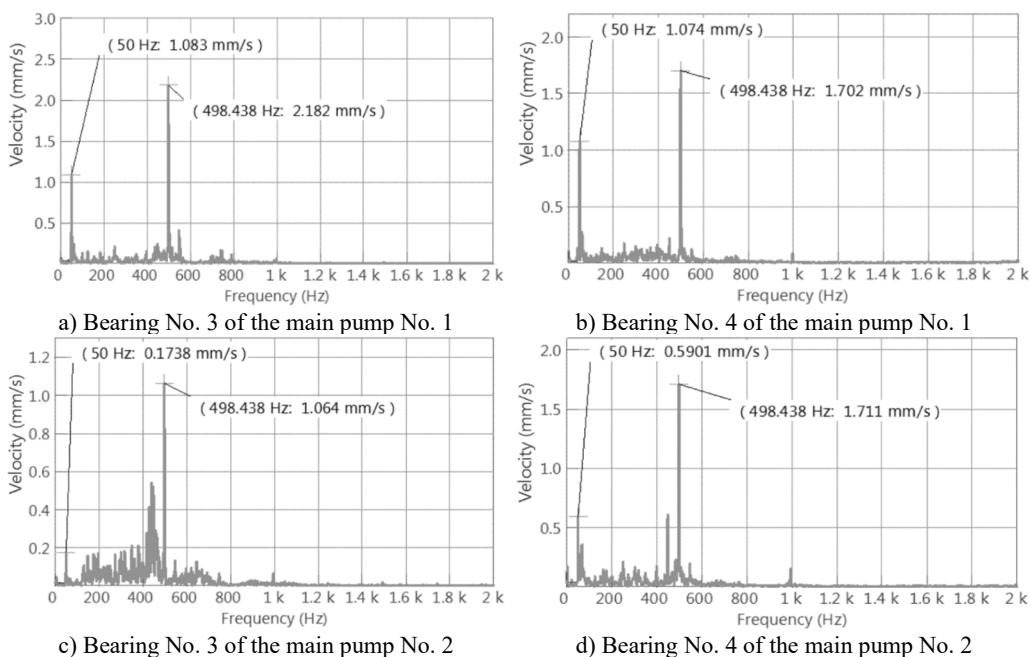 3.0
2.5
2.0
1.5
1.0
0.5
Velocity (mm/s)
( 50 Hz: 1.083 mm/s )
( 498.438 Hz: 2.182 mm/s )
0 200 400 600 800 1 k 1.2 k 1.4 k 1.6 k 1.8 k 2 k
Frequency (Hz)
a) Bearing No. 3 of the main pump No. 1
2.0
1.5
1.0
0.5
Velocity (mm/s)
( 50 Hz: 1.074 mm/s )
( 498.438 Hz: 1.702 mm/s )
0 200 400 600 800 1 k 1.2 k 1.4 k 1.6 k 1.8 k 2 k
Frequency (Hz)
b) Bearing No. 4 of the main pump No. 1
1.2
1.0
0.8
0.6
0.4
0.2
Velocity (mm/s)
( 50 Hz: 0.1738 mm/s )
( 498.438 Hz: 1.064 mm/s )
0 200 400 600 800 1 k 1.2 k 1.4 k 1.6 k 1.8 k 2 k
Frequency (Hz)
c) Bearing No. 3 of the main pump No. 2
2.0
1.5
1.0
0.5
Velocity (mm/s)
( 50 Hz: 0.5901 mm/s )
( 498.438 Hz: 1.711 mm/s )
0 200 400 600 800 1 k 1.2 k 1.4 k 1.6 k 1.8 k 2 k
Frequency (Hz)
d) Bearing No. 4 of the main pump No. 2